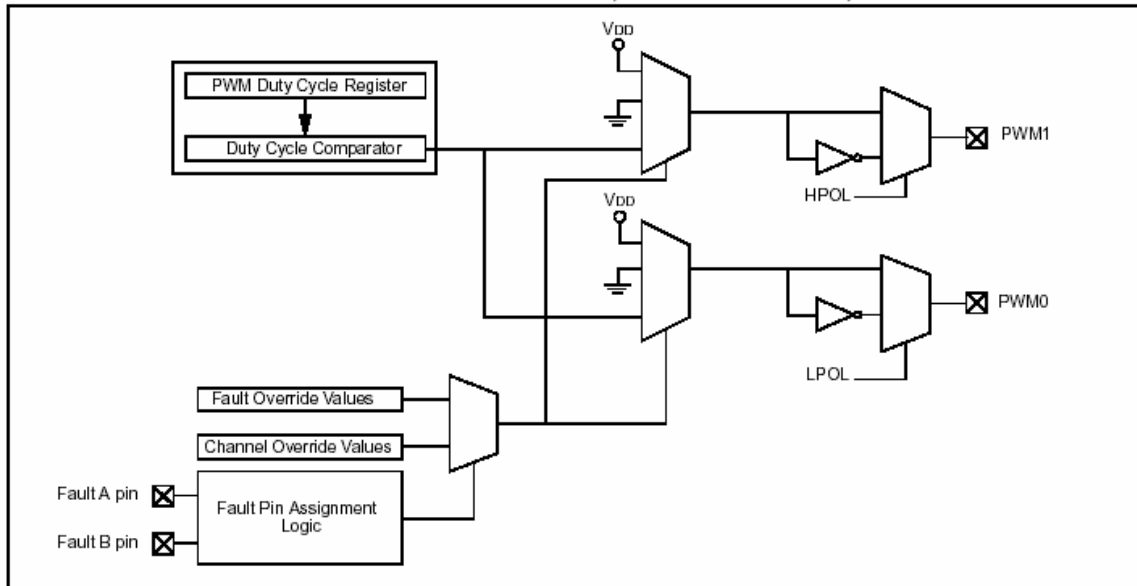 VDD
PWM Duty Cycle Register
Duty Cycle Comparator
PWM1
HPOL
VDD
PWM0
LPOL
Fault Override Values
Channel Override Values
Fault A pin
Fault Pin Assignment
Logic
Fault B pin